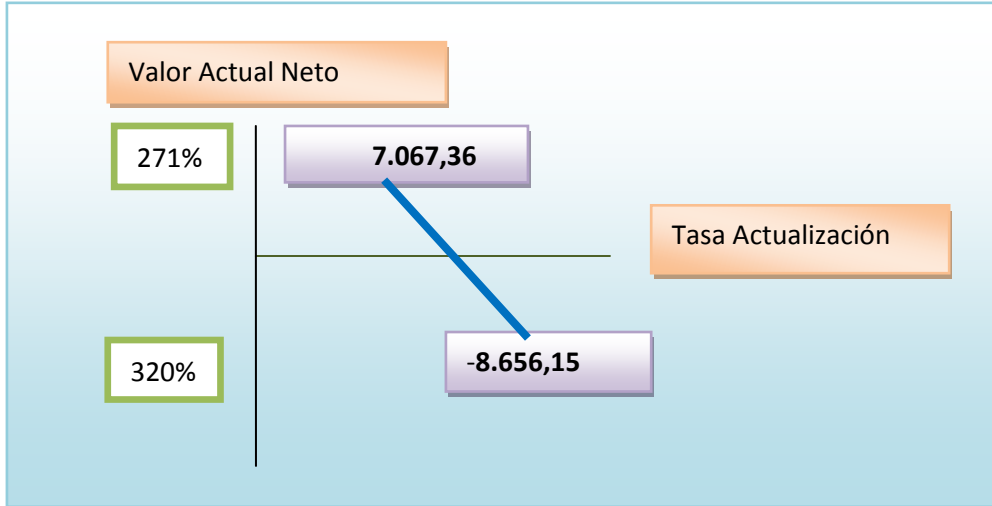 Valor Actual Neto
271%
7.067,36
Tasa Actualización
320%
-8.656,15